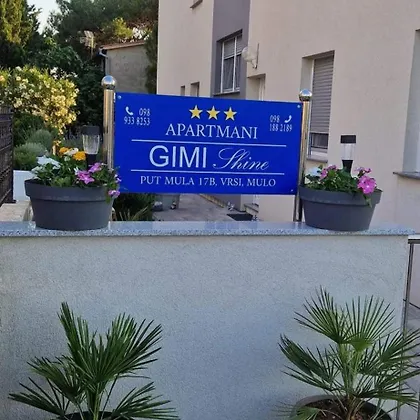 098
933 8253
098
188 2189
APARTMANI
GIMI Shine
PUT MULA 17B, VRSI, MULO